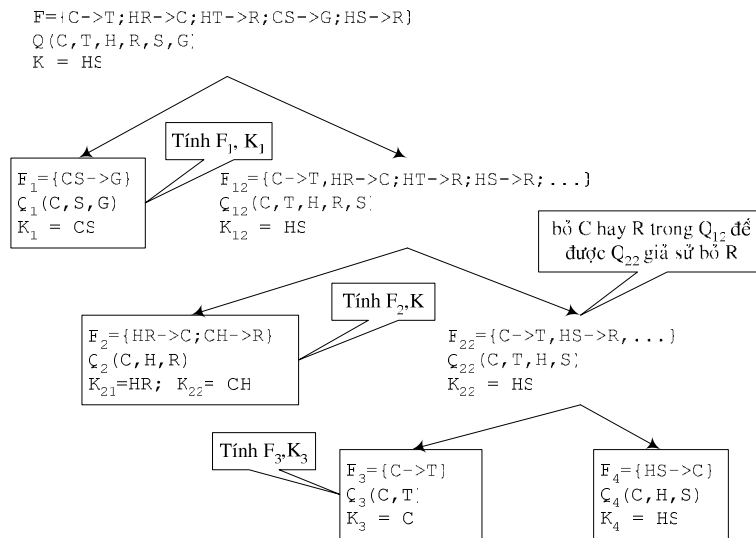 F={C->T;HR->C;HT->R;CS->G;HS->R}
Q(C,T,H,R,S,G)
K = HS
Tính F1, K1
F1={CS->G}
Q1(C,S,G)
K1 = CS
F12={C->T,HR->C;HT->R;HS->R;...}
Q12(C,T,H,R,S)
K12 = HS
bỏ C hay R trong Q12 để
được Q22 giả sử bỏ R
Tính F2,K
F2={HR->C;CH->R}
Q2(C,H,R)
K21=HR; K22= CH
F22={C->T,HS->R,...}
Q22(C,T,H,S)
K22 = HS
Tính F3,K3
F3={C->T}
Q3(C,T)
K3 = C
F4={HS->C}
Q4(C,H,S)
K4 = HS